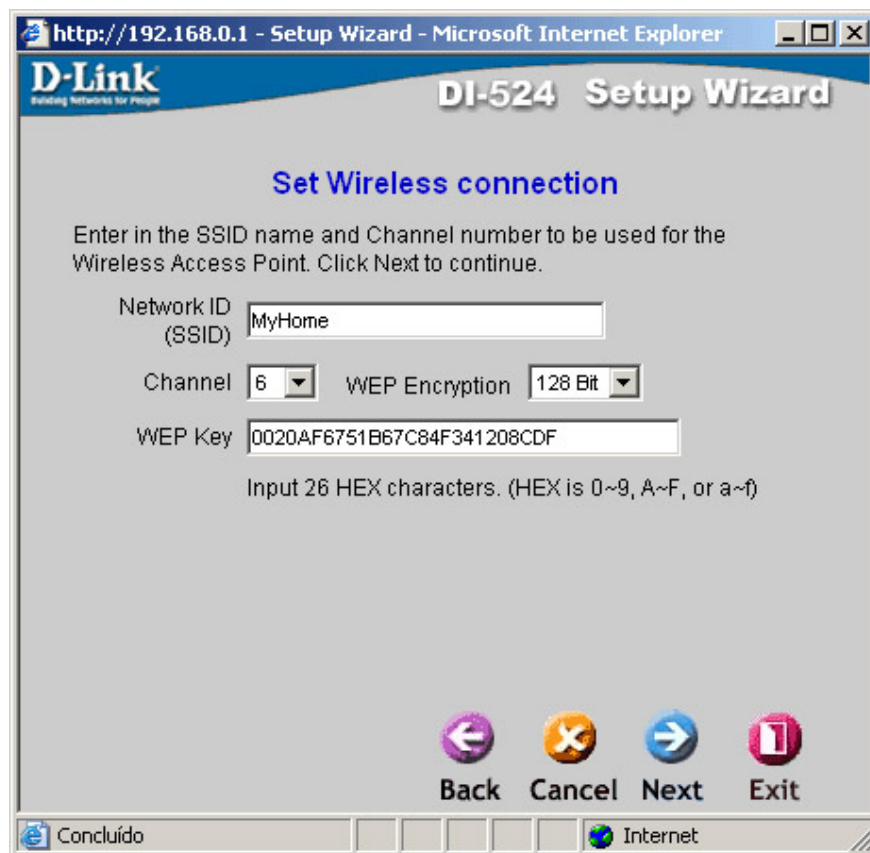 http://192.168.0.1 - Setup Wizard - Microsoft Internet Explorer
D-Link
Building Networks for People
DI-524 Setup Wizard
Set Wireless connection
Enter in the SSID name and Channel number to be used for the
Wireless Access Point. Click Next to continue.
Network ID
(SSID)
MyHome
Channel 6 WEP Encryption 128 Bit
WEP Key 0020AF6751B67C84F341208CDF
Input 26 HEX characters. (HEX is 0~9, A~F, or a~f)
Back Cancel Next Exit
Concluído Internet